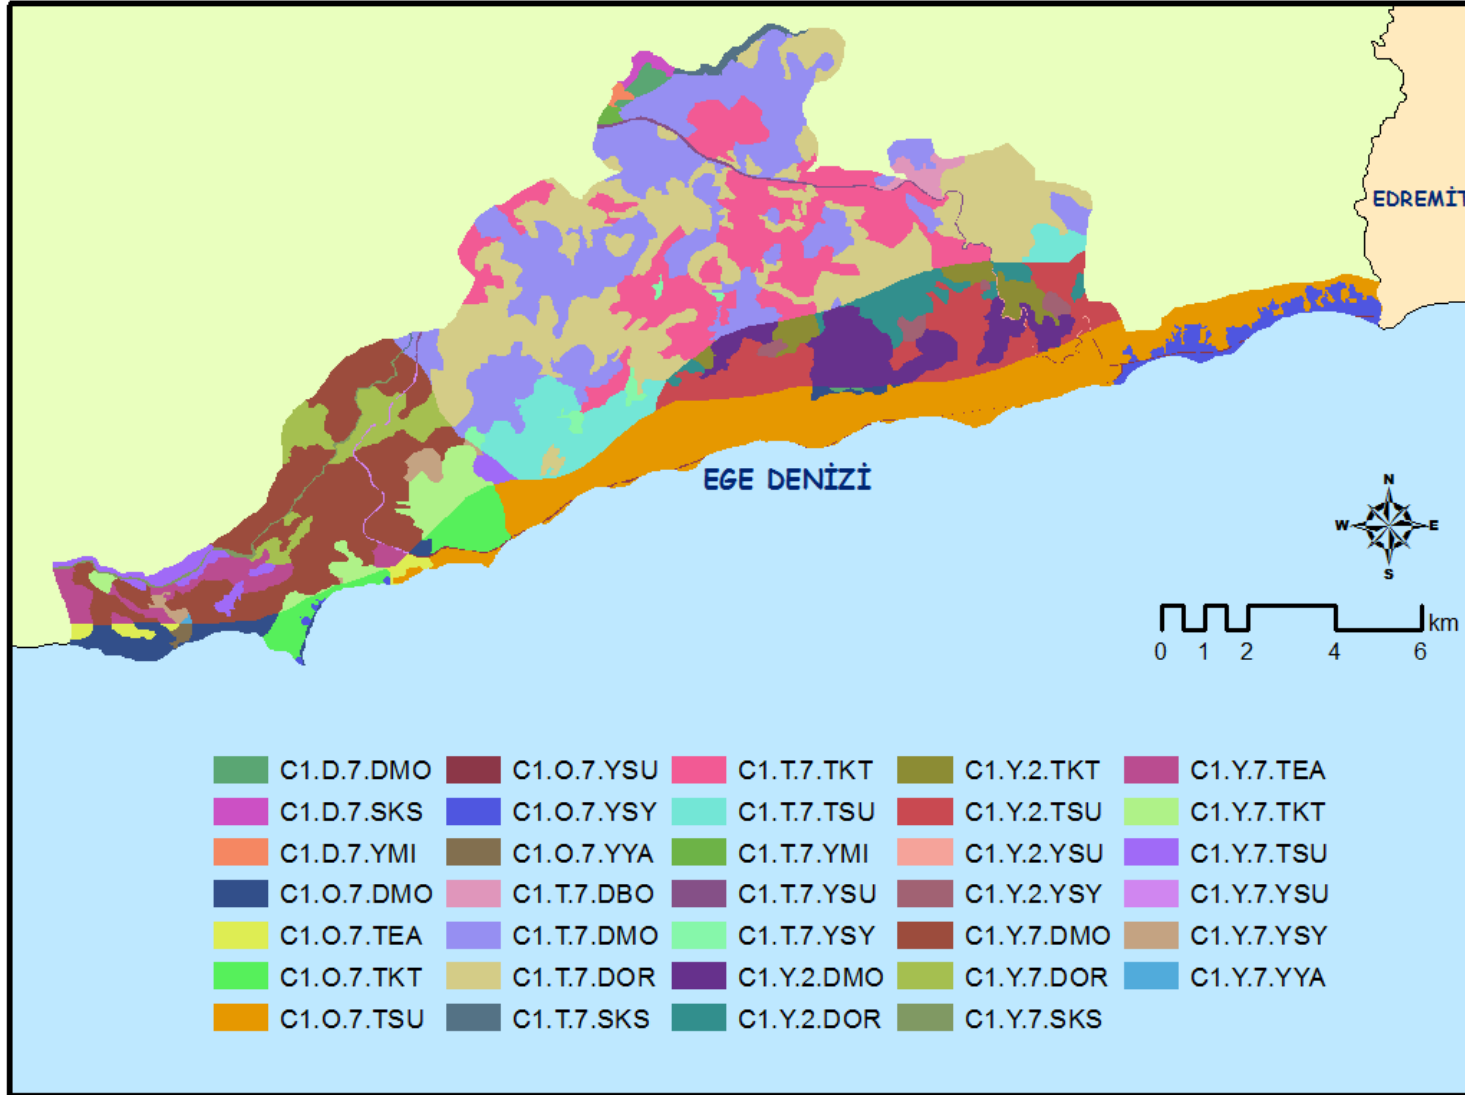 EDREMİT
EGE DENİZİ
N
W E
S
km
0 1 2 4 6
C1.D.7.DMO C1.O.7.YSU C1.T.7.TKT C1.Y.2.TKT C1.Y.7.TEA
C1.D.7.SKS C1.O.7.YSY C1.T.7.TSU C1.Y.2.TSU C1.Y.7.TKT
C1.D.7.YMI C1.O.7.YYA C1.T.7.YMI C1.Y.2.YSU C1.Y.7.TSU
C1.O.7.DMO C1.T.7.DBO C1.T.7.YSU C1.Y.2.YSY C1.Y.7.YSU
C1.O.7.TEA C1.T.7.DMO C1.T.7.YSY C1.Y.7.DMO C1.Y.7.YSY
C1.O.7.TKT C1.T.7.DOR C1.Y.2.DMO C1.Y.7.DOR C1.Y.7.YYA
C1.O.7.TSU C1.T.7.SKS C1.Y.2.DOR C1.Y.7.SKS